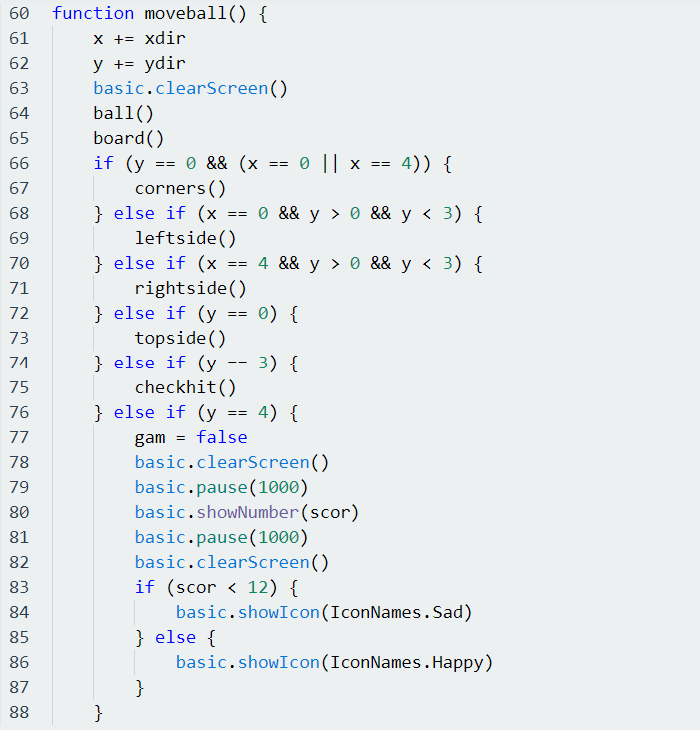 60 function moveball() {
61 x += xdir
62 y += ydir
63 basic.clearScreen()
64 ball()
65 board()
66 if (y == 0 && (x == 0 || x == 4)) {
67 corners()
68 } else if (x == 0 && y > 0 && y < 3) {
69 leftside()
70 } else if (x == 4 && y > 0 && y < 3) {
71 rightside()
72 } else if (y == 0) {
73 topside()
74 } else if (y -- 3) {
75 checkhit()
76 } else if (y == 4) {
77 gam = false
78 basic.clearScreen()
79 basic.pause(1000)
80 basic.showNumber(scor)
81 basic.pause(1000)
82 basic.clearScreen()
83 if (scor < 12) {
84 basic.showIcon(IconNames.Sad)
85 } else {
86 basic.showIcon(IconNames.Happy)
87 }
88 }